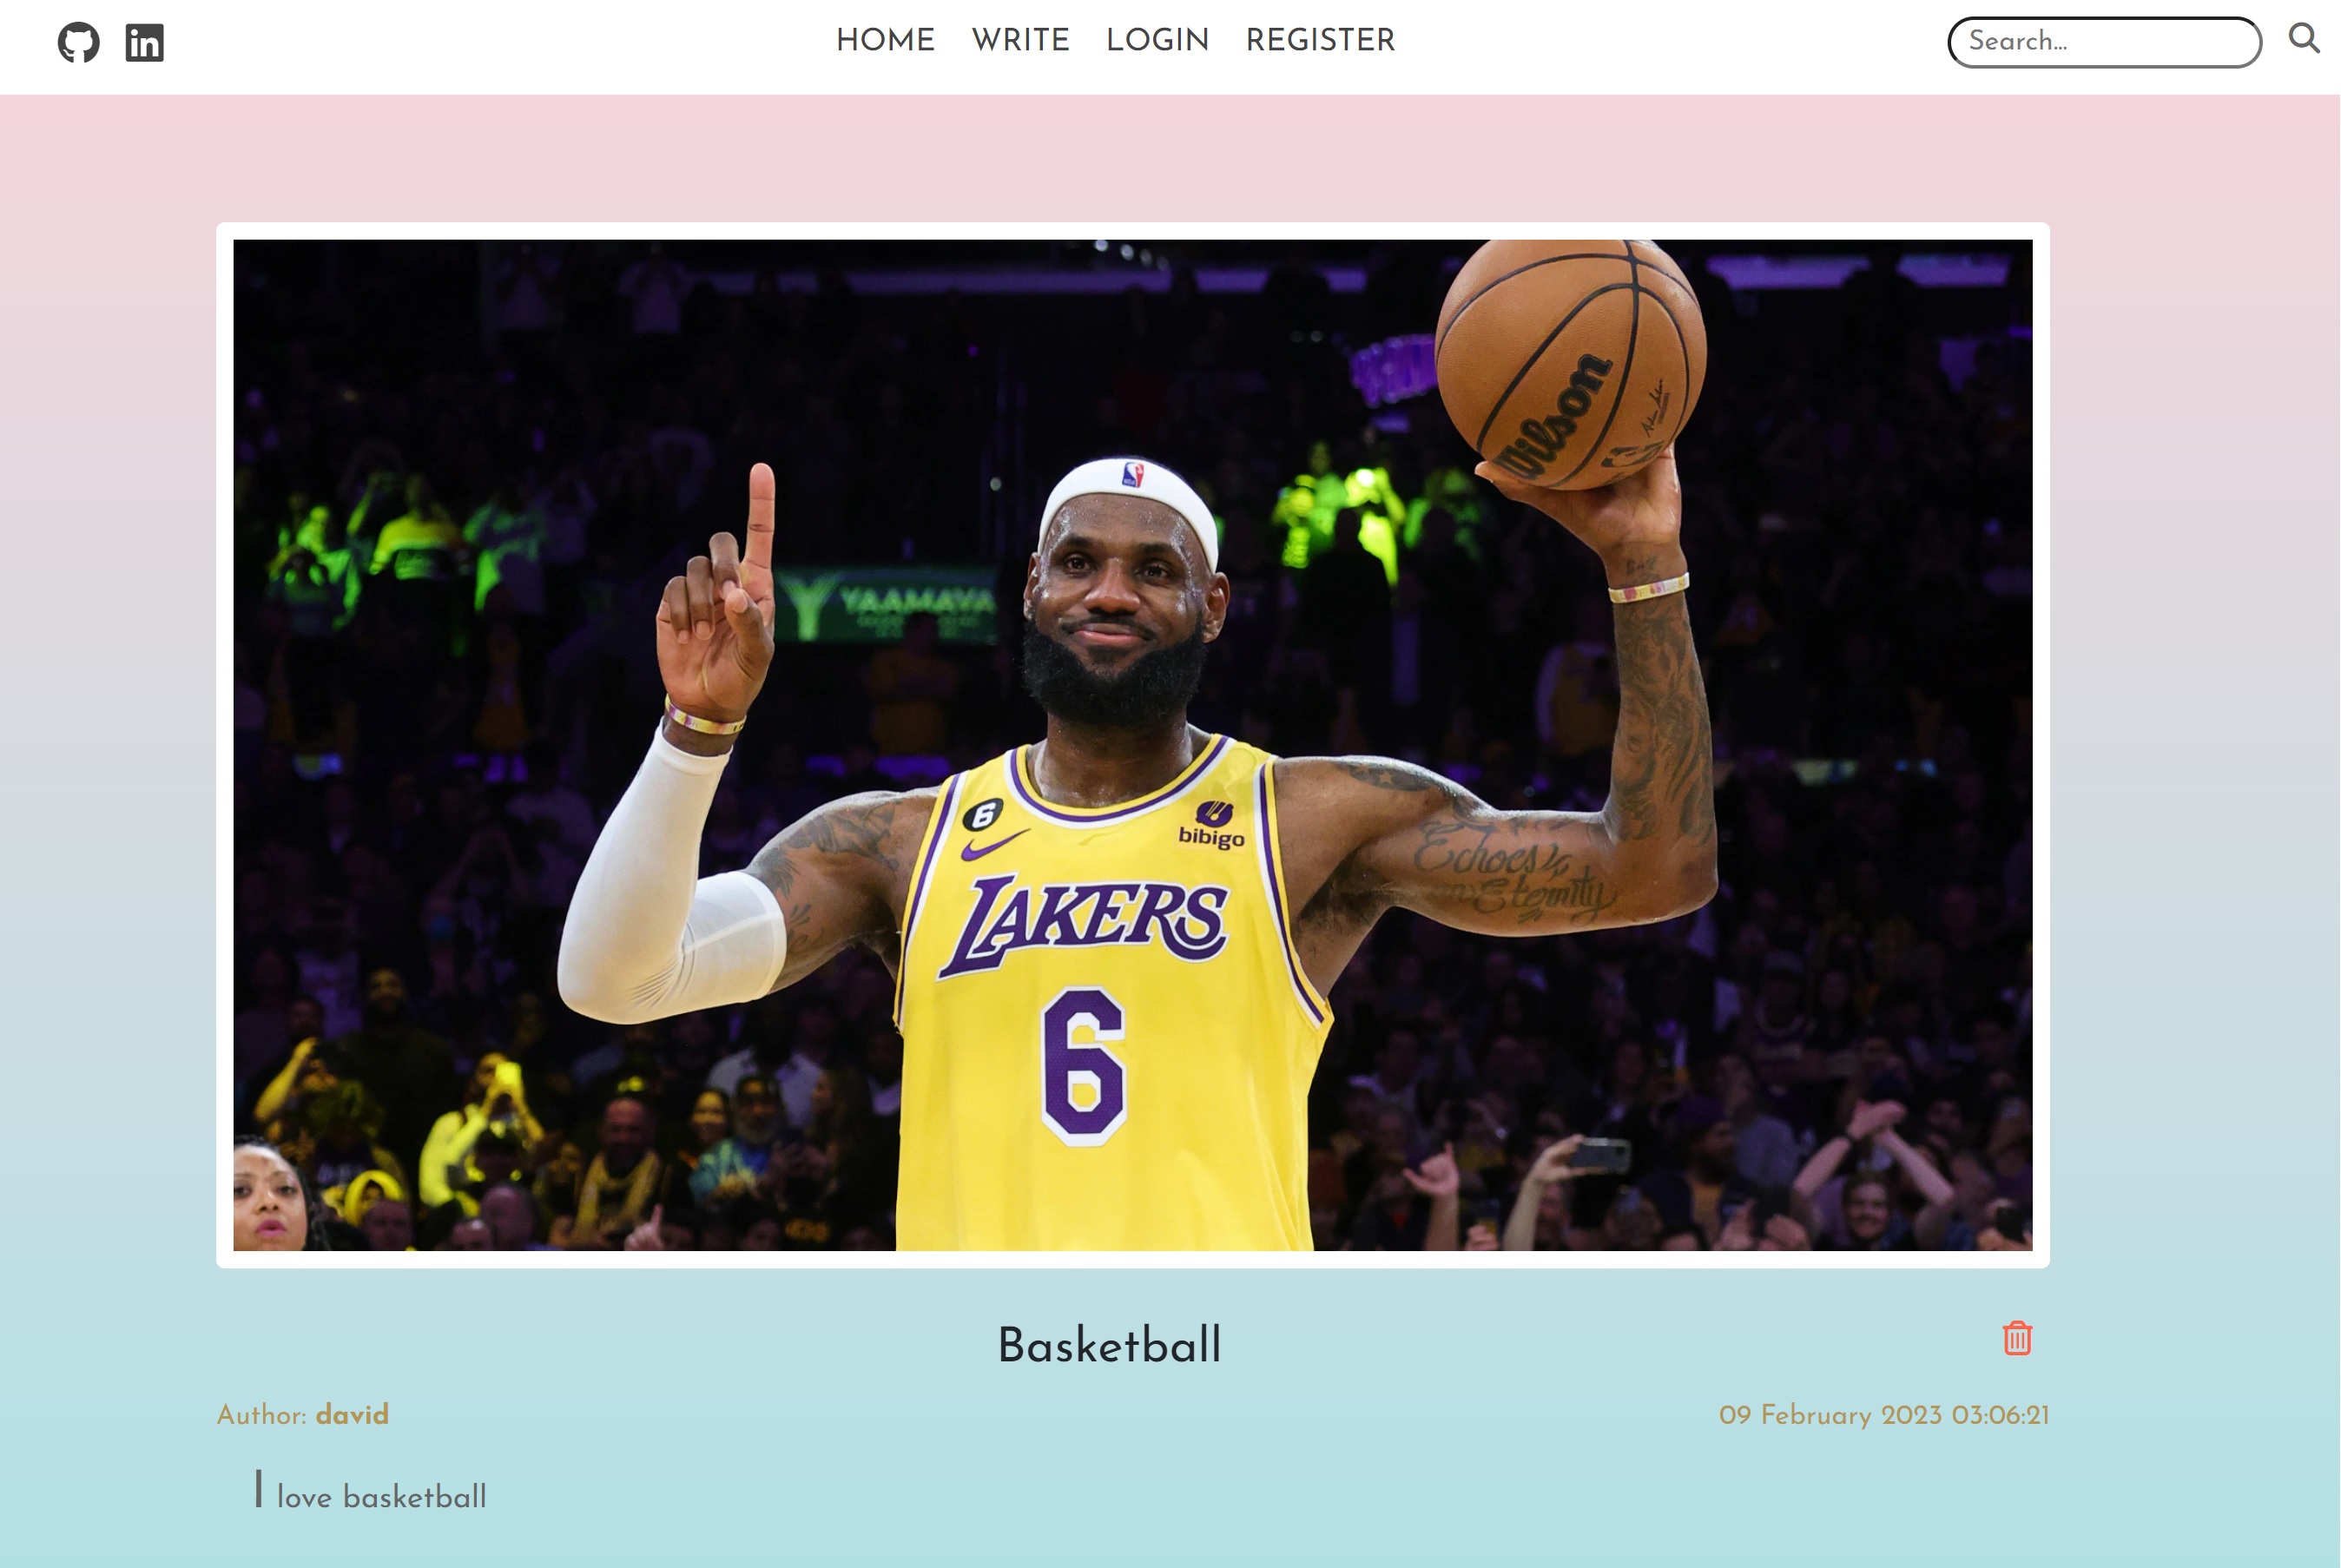 HOME WRITE LOGIN REGISTER
Search...
Wilson
YAAMAVA
6
bibigo
Echoes
Eternity
LAKERS
6
Basketball
Author: david
09 February 2023 03:06:21
I love basketball